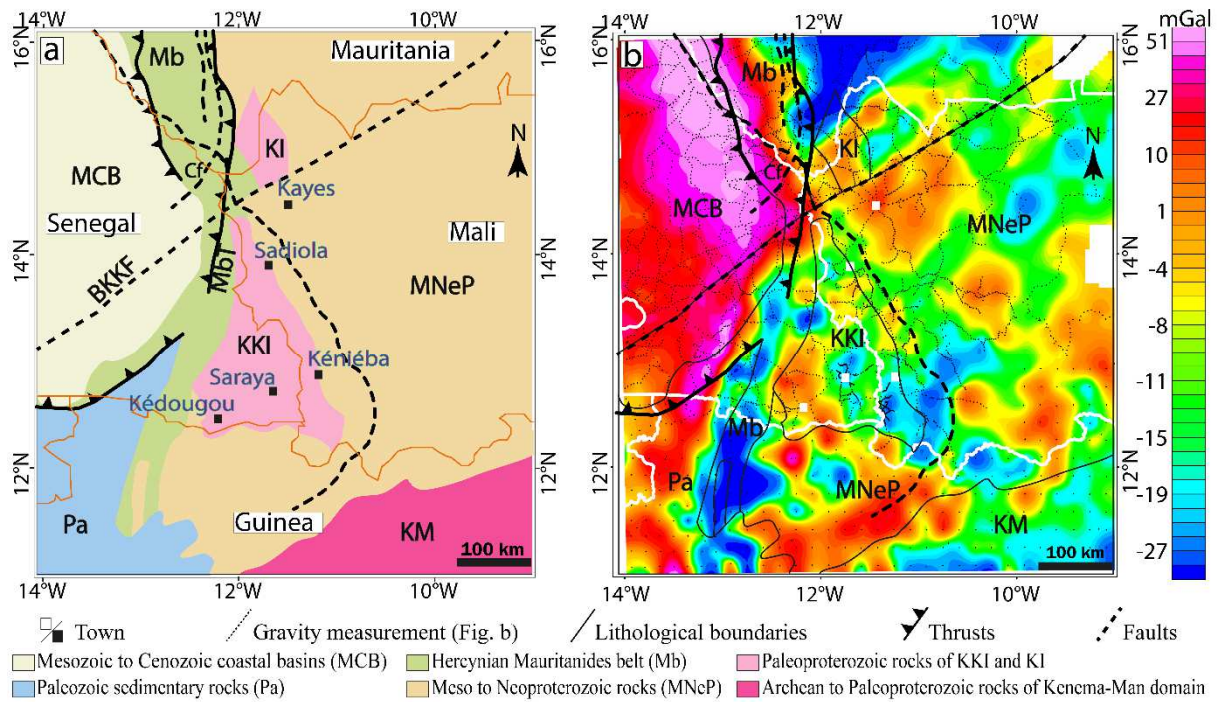 14°W 12°W 10°W
16°N
a
Mb
Mauritania
N
KI
Cf
MCB
Kayes
Senegal
Mali
Sadiola
14°N
Mb
MNeP
BKKF
KKI
Kéniéba
Saraya
Kédougou
12°N
Pa
Guinea
KM
100 km
14°W 12°W 10°W
14°W 12°W 10°W
16°N
b
Mb
N
KI
Cf
MCB
MNeP
14°N
KKI
Mb
12°N
Pa
MNeP
KM
100 km
14°W 12°W 10°W
mGal
51
27
10
1
-4
-8
-11
-15
-19
-27
Town Gravity measurement (Fig. b) Lithological boundaries Thrusts Faults
Mesozoic to Cenozoic coastal basins (MCB) Hercynian Mauritanides belt (Mb) Paleoproterozoic rocks of KKI and KI
Paleozoic sedimentary rocks (Pa) Meso to Neoproterozoic rocks (MNeP) Archean to Paleoproterozoic rocks of Kenema-Man domain